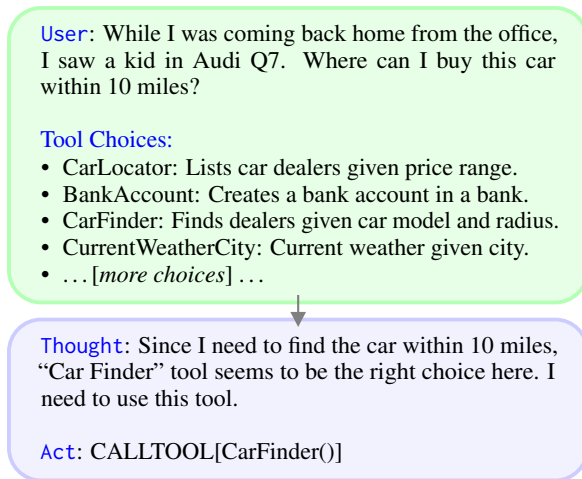 User: While I was coming back home from the office,
I saw a kid in Audi Q7. Where can I buy this car
within 10 miles?
Tool Choices:
• CarLocator: Lists car dealers given price range.
• BankAccount: Creates a bank account in a bank.
• CarFinder: Finds dealers given car model and radius.
• CurrentWeatherCity: Current weather given city.
• . . . [more choices] . . .
Thought: Since I need to find the car within 10 miles,
“Car Finder” tool seems to be the right choice here. I
need to use this tool.
Act: CALLTOOL[CarFinder()]